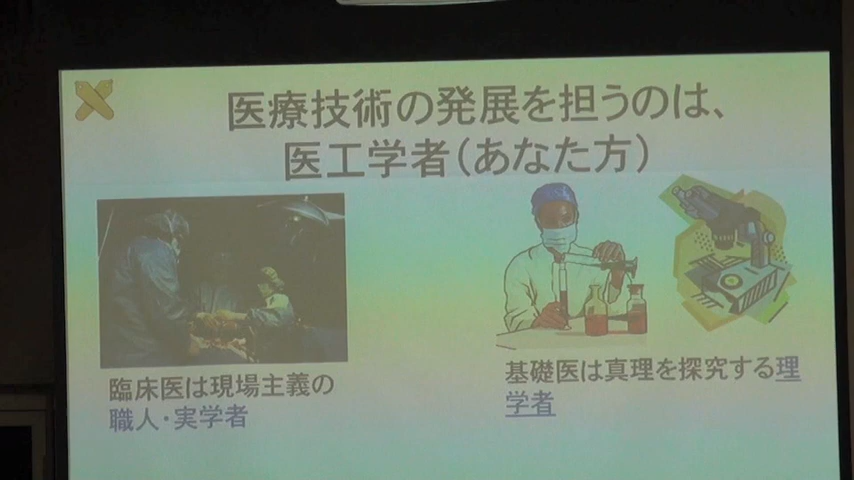 医療技術の発展を担うのは、
医工学者（あなた方）
臨床医は現場主義の
職人・実学者
基礎医は真理を探究する理
学者